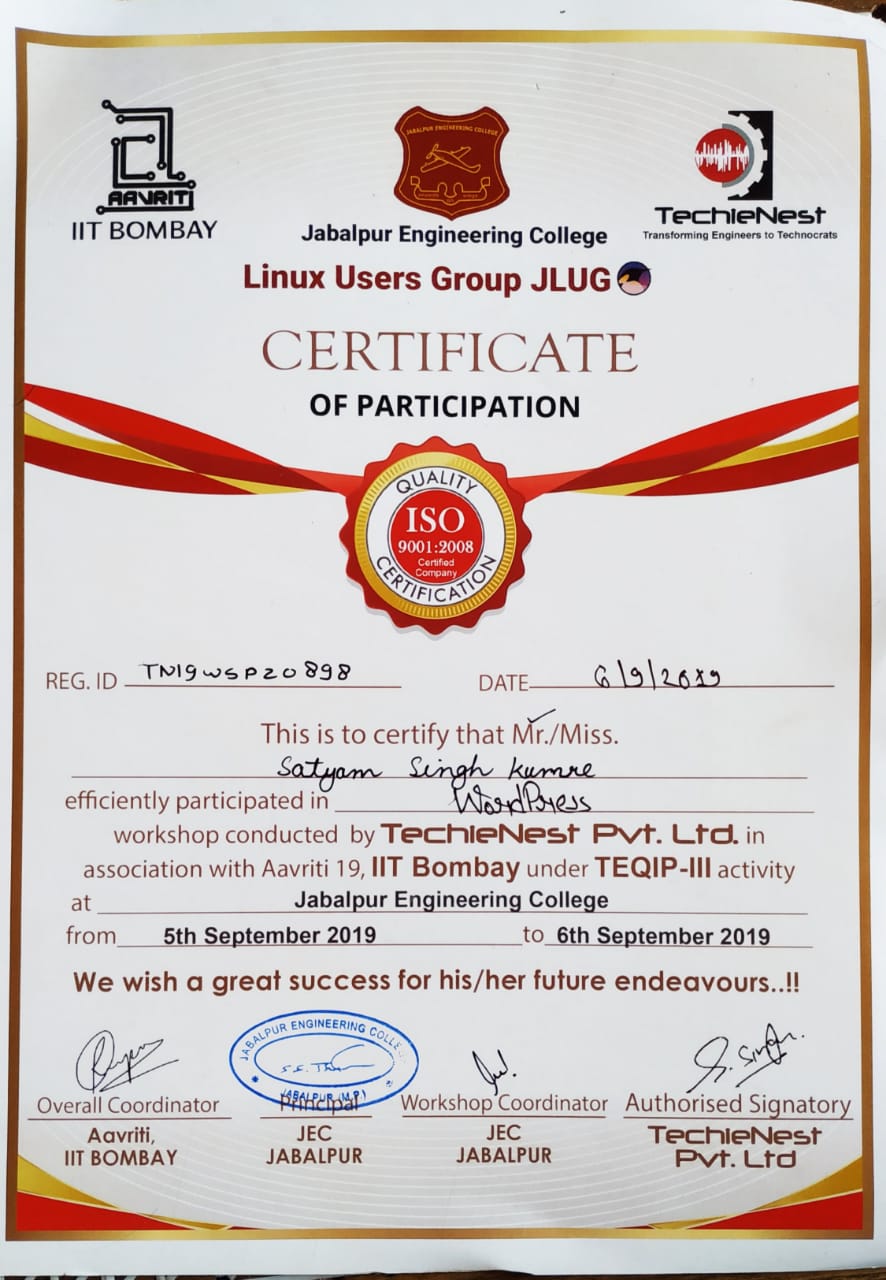 AAVRITI
IIT BOMBAY
JABALPUR ENGINEERING COLLEGE
Jabalpur Engineering College
TechieNest
Transforming Engineers to Technocrats
Linux Users Group JLUG
CERTIFICATE
OF PARTICIPATION
QUALITY
ISO
9001:2008
Certified
Company
CERTIFICATION
REG. ID TN19WSP20898
DATE 6/9/2019
This is to certify that Mr./Miss.
Satyam Singh Kumre
efficiently participated in WordPress
workshop conducted by TechieNest Pvt. Ltd. in
association with Aavriti 19, IIT Bombay under TEQIP-III activity
at Jabalpur Engineering College
from 5th September 2019 to 6th September 2019
We wish a great success for his/her future endeavours..!!
JABALPUR ENGINEERING COLLEGE
JABALPUR (M.P.)
S. Singh
Overall Coordinator
Aavriti,
IIT BOMBAY
Principal
JEC
JABALPUR
Workshop Coordinator
JEC
JABALPUR
Authorised Signatory
TechieNest
Pvt. Ltd